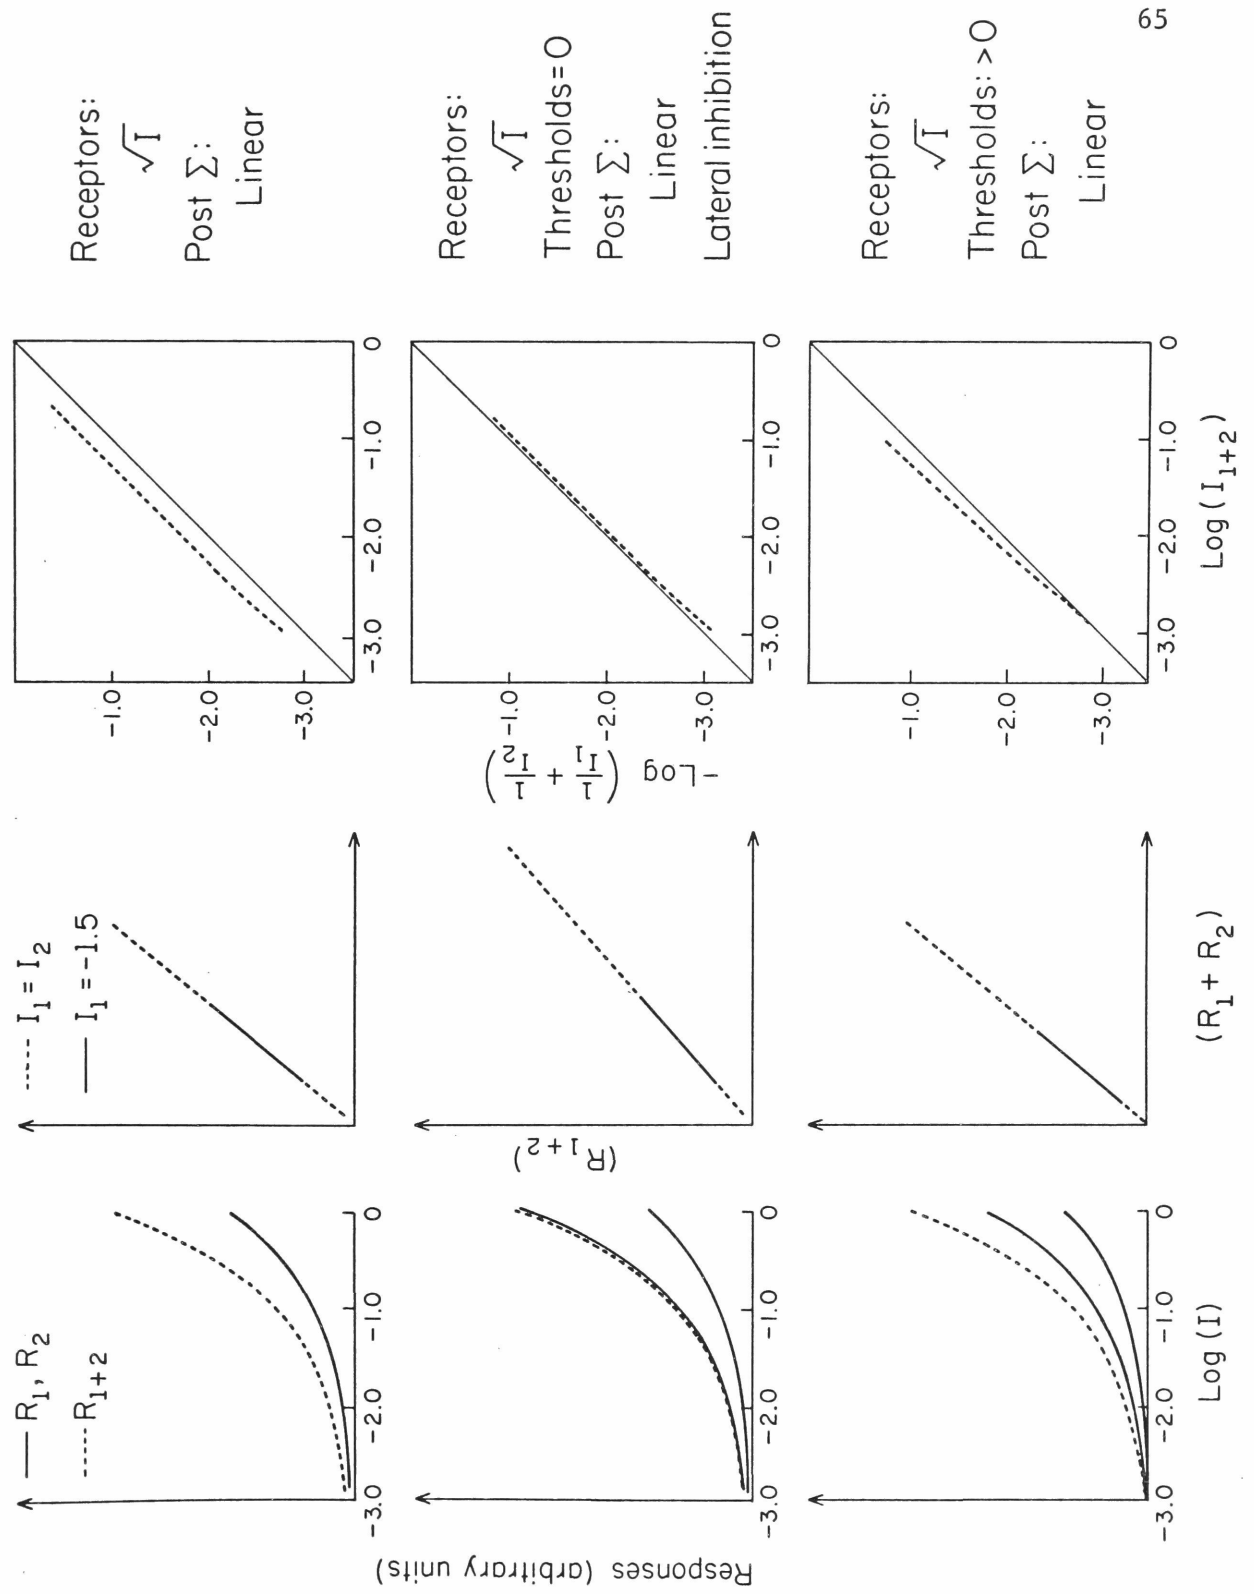 65
— R₁, R₂
---- R₁₊₂
---- I₁ = I₂
— I₁ = −1.5
−3.0 −2.0 −1.0 0
−1.0
−2.0
−3.0
−3.0 −2.0 −1.0 0
Receptors:
√I
Post Σ:
Linear
Responses (arbitrary units)
−3.0 −2.0 −1.0 0
(R₁₊₂)
−Log (1/I₁ + 1/I₂)
−1.0
−2.0
−3.0
−3.0 −2.0 −1.0 0
Receptors:
√I
Thresholds=0
Post Σ:
Linear
Lateral inhibition
−3.0 −2.0 −1.0 0
Log (I)
(R₁ + R₂)
−1.0
−2.0
−3.0
−3.0 −2.0 −1.0 0
Log (I₁₊₂)
Receptors:
√I
Thresholds: >0
Post Σ:
Linear